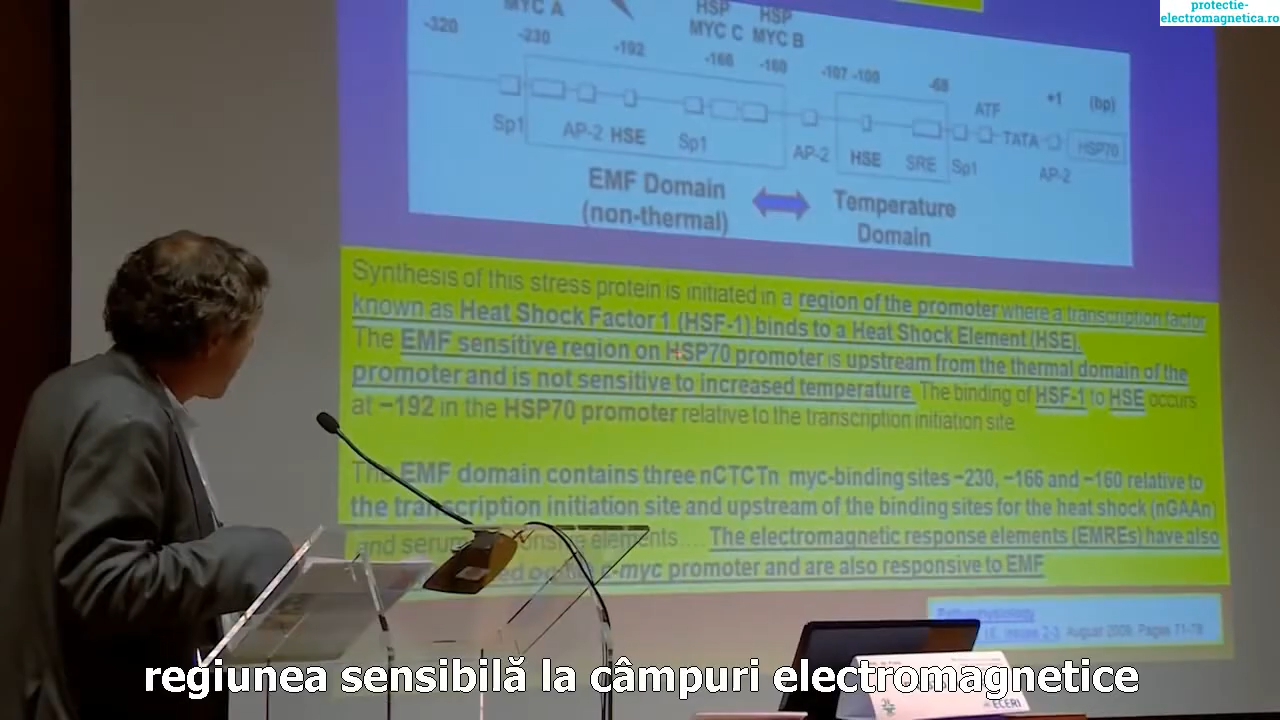 protectie-
electromagnetica.ro
MYC A
HSP HSP
MYC C MYC B
-320 -230 -192 -166 -160 -107 -100 -68 +1 (bp)
ATF
Sp1 AP-2 HSE Sp1 AP-2 HSE SRE Sp1 TATA AP-2 HSP70
EMF Domain
(non-thermal)
Temperature
Domain
Synthesis of this stress protein is initiated in a region of the promoter where a transcription factor
known as Heat Shock Factor 1 (HSF-1) binds to a Heat Shock Element (HSE).
The EMF sensitive region on HSP70 promoter is upstream from the thermal domain of the
promoter and is not sensitive to increased temperature. The binding of HSF-1 to HSE occurs
at −192 in the HSP70 promoter relative to the transcription initiation site
The EMF domain contains three nCTCTn myc-binding sites −230, −166 and −160 relative to
the transcription initiation site and upstream of the binding sites for the heat shock (nGAAn)
and serum elements.... The electromagnetic response elements (EMREs) have also
c-myc promoter and are also responsive to EMF
Pathophysiology
16, Issues 2-3, August 2009, Pages 71-78
ECERI
regiunea sensibilă la câmpuri electromagnetice